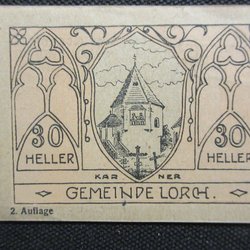 30 30
HELLER HELLER
KAR NER
GEMEINDE LORCH.
2. Auflage